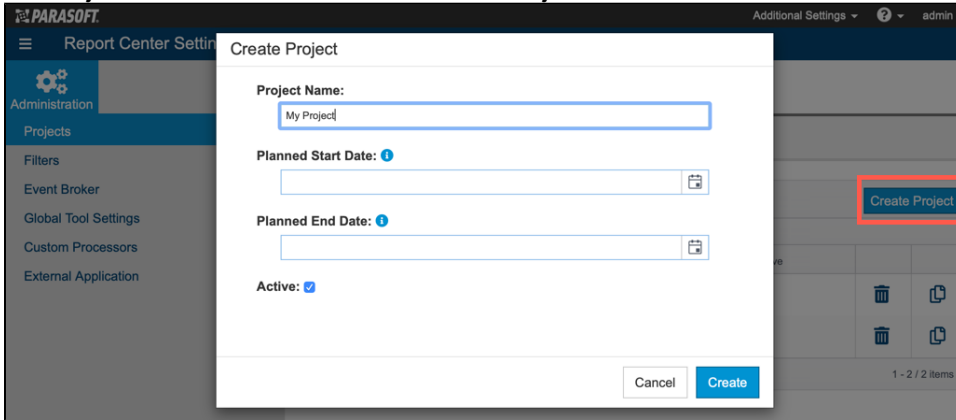 PARASOFT.
Additional Settings
admin
Report Center Settin
Create Project
Administration
Project Name:
My Project
Projects
Planned Start Date:
Filters
Event Broker
Create Project
Global Tool Settings
Planned End Date:
Custom Processors
ve
External Application
Active:
1 - 2 / 2 items
Cancel
Create